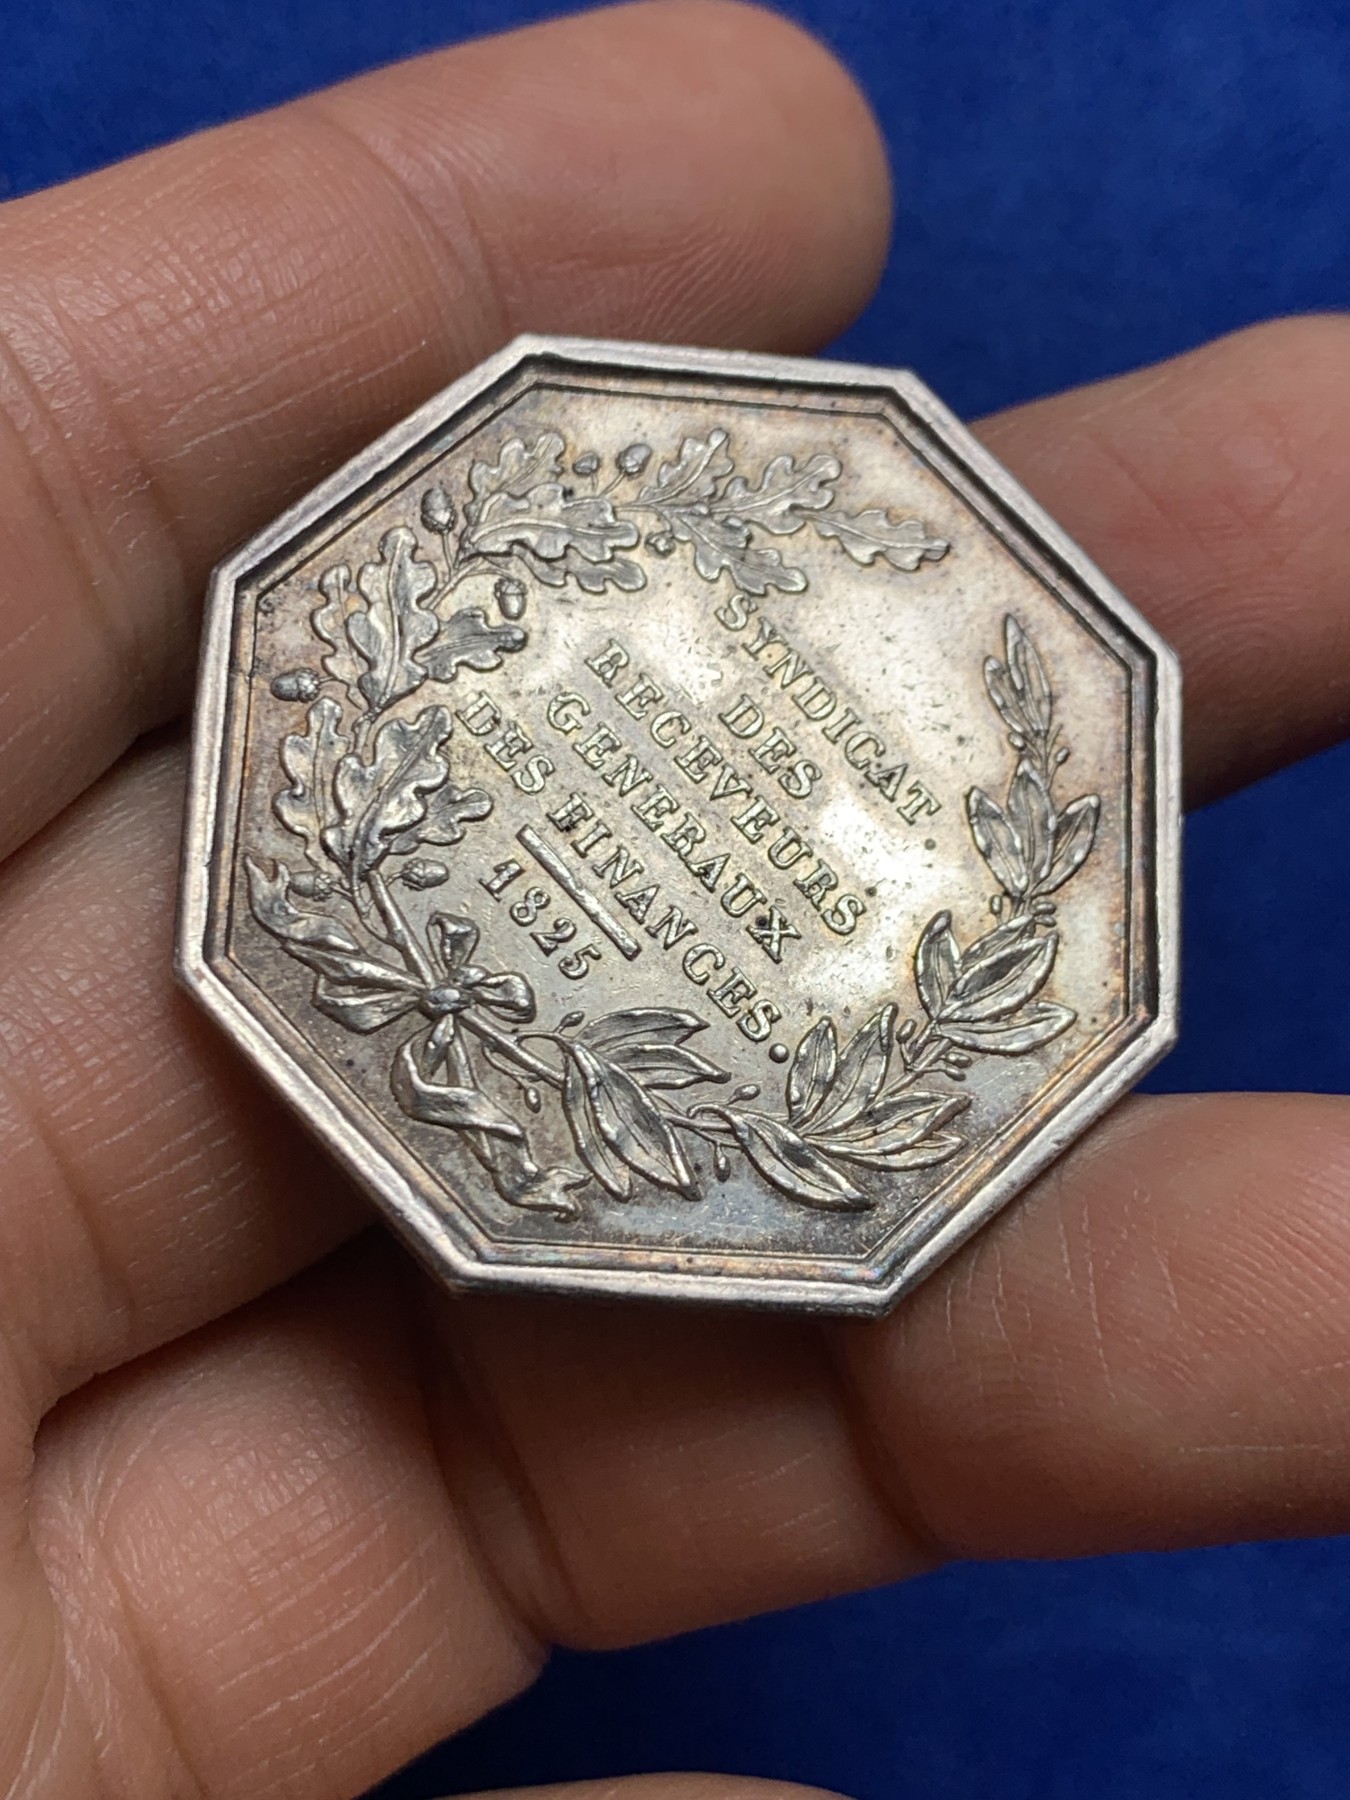 SYNDICAT.
DES
RECEVEURS
GENERAUX
DES FINANCES.
1825